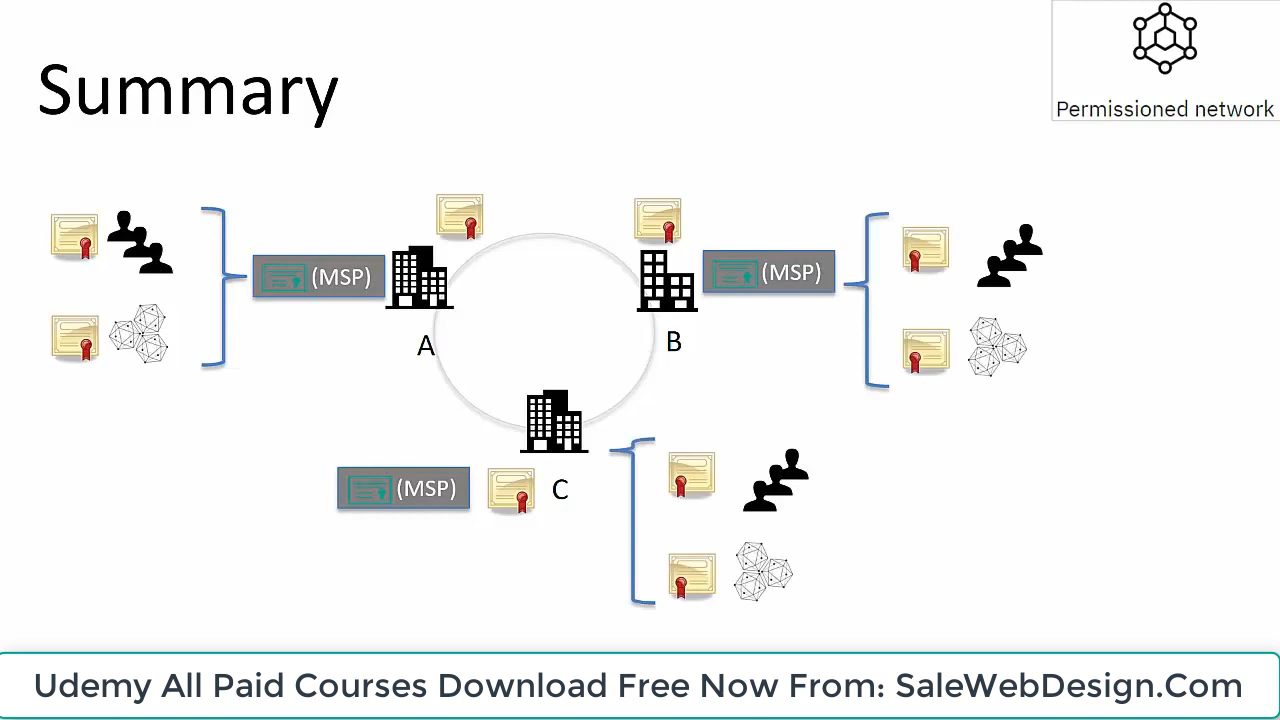 Summary
Permissioned network
(MSP)
(MSP)
A
B
(MSP)
C
Udemy All Paid Courses Download Free Now From: SaleWebDesign.Com